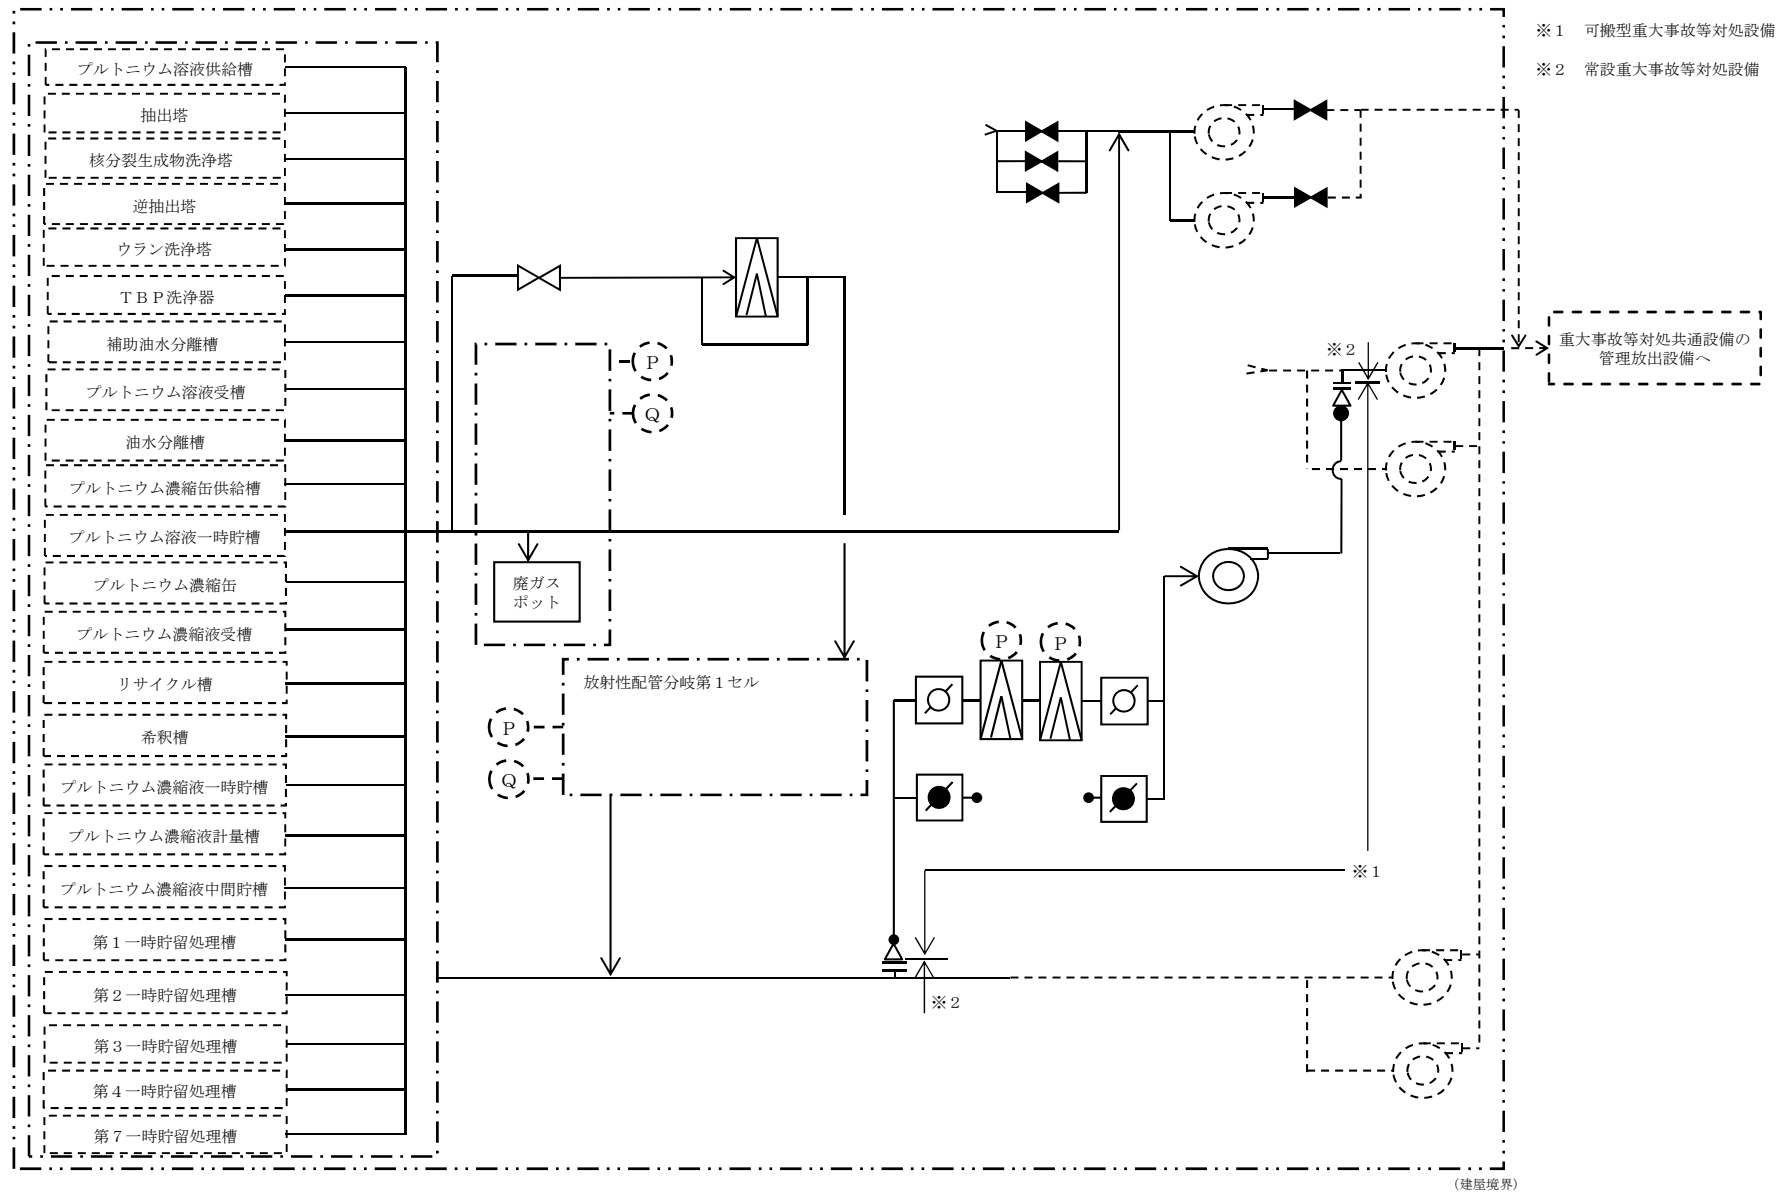 ※１　可搬型重大事故等対処設備
※２　常設重大事故等対処設備
プルトニウム溶液供給槽
抽出塔
核分裂生成物洗浄塔
逆抽出塔
ウラン洗浄塔
ＴＢＰ洗浄器
補助油水分離槽
プルトニウム溶液受槽
油水分離槽
プルトニウム濃縮缶供給槽
プルトニウム溶液一時貯槽
プルトニウム濃縮缶
プルトニウム濃縮液受槽
リサイクル槽
希釈槽
プルトニウム濃縮液一時貯槽
プルトニウム濃縮液計量槽
プルトニウム濃縮液中間貯槽
第１一時貯留処理槽
第２一時貯留処理槽
第３一時貯留処理槽
第４一時貯留処理槽
第７一時貯留処理槽
P
Q
廃ガス
ポット
放射性配管分岐第１セル
P
Q
P
P
※２
重大事故等対処共通設備の
管理放出設備へ
※１
※２
（建屋境界）